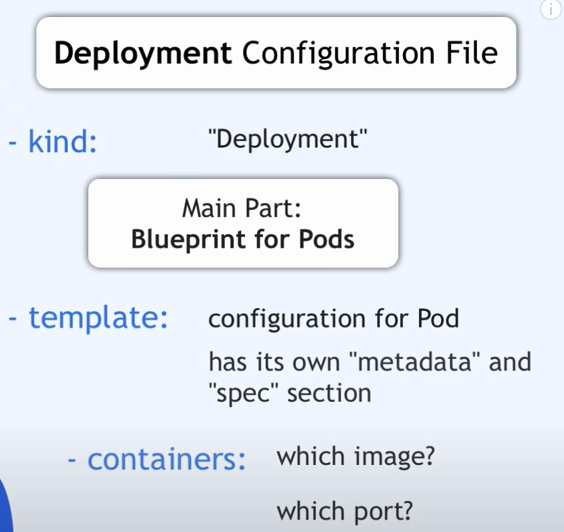 Deployment Configuration File
- kind: "Deployment"
Main Part:
Blueprint for Pods
- template: configuration for Pod
has its own "metadata" and
"spec" section
- containers: which image?
which port?